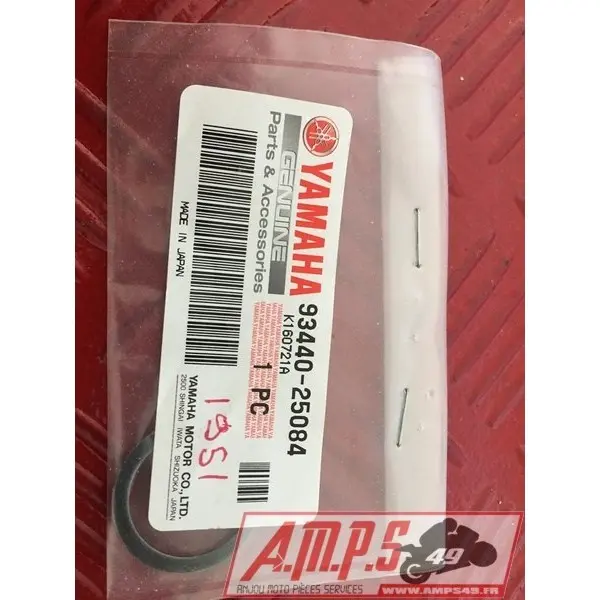 YAMAHA
GENUINE
Parts & Accessories
93440-25084
K160721A
1 PC
MADE IN JAPAN
YAMAHA MOTOR CO., LTD.
2500 SHINGAI IWATA SHIZUOKA, JAPAN
1351
A.M.P.S
49
ANJOU MOTO PIÈCES SERVICES
WWW.AMPS49.FR